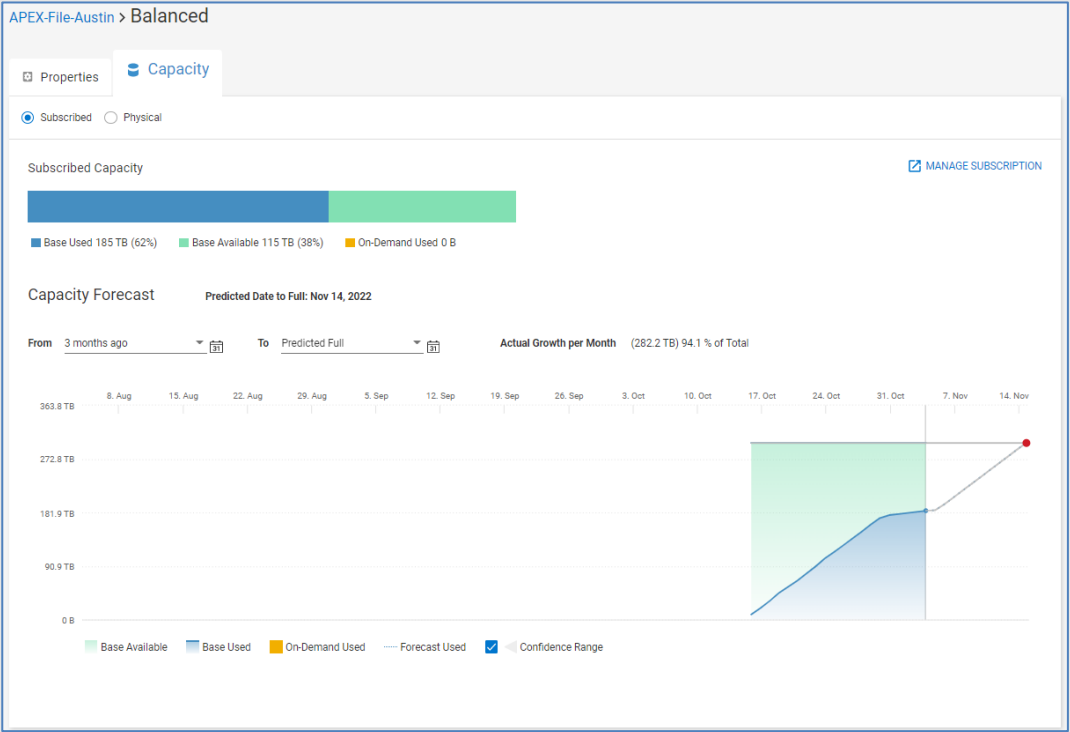 APEX-File-Austin > Balanced
Properties
Capacity
Subscribed Physical
Subscribed Capacity
MANAGE SUBSCRIPTION
Base Used 185 TB (62%) Base Available 115 TB (38%) On-Demand Used 0 B
Capacity Forecast Predicted Date to Full: Nov 14, 2022
From 3 months ago 31 To Predicted Full 31 Actual Growth per Month (282.2 TB) 94.1 % of Total
8. Aug 15. Aug 22. Aug 29. Aug 5. Sep 12. Sep 19. Sep 26. Sep 3. Oct 10. Oct 17. Oct 24. Oct 31. Oct 7. Nov 14. Nov
363.8 TB
272.8 TB
181.9 TB
90.9 TB
0 B
Base Available Base Used On-Demand Used Forecast Used Confidence Range